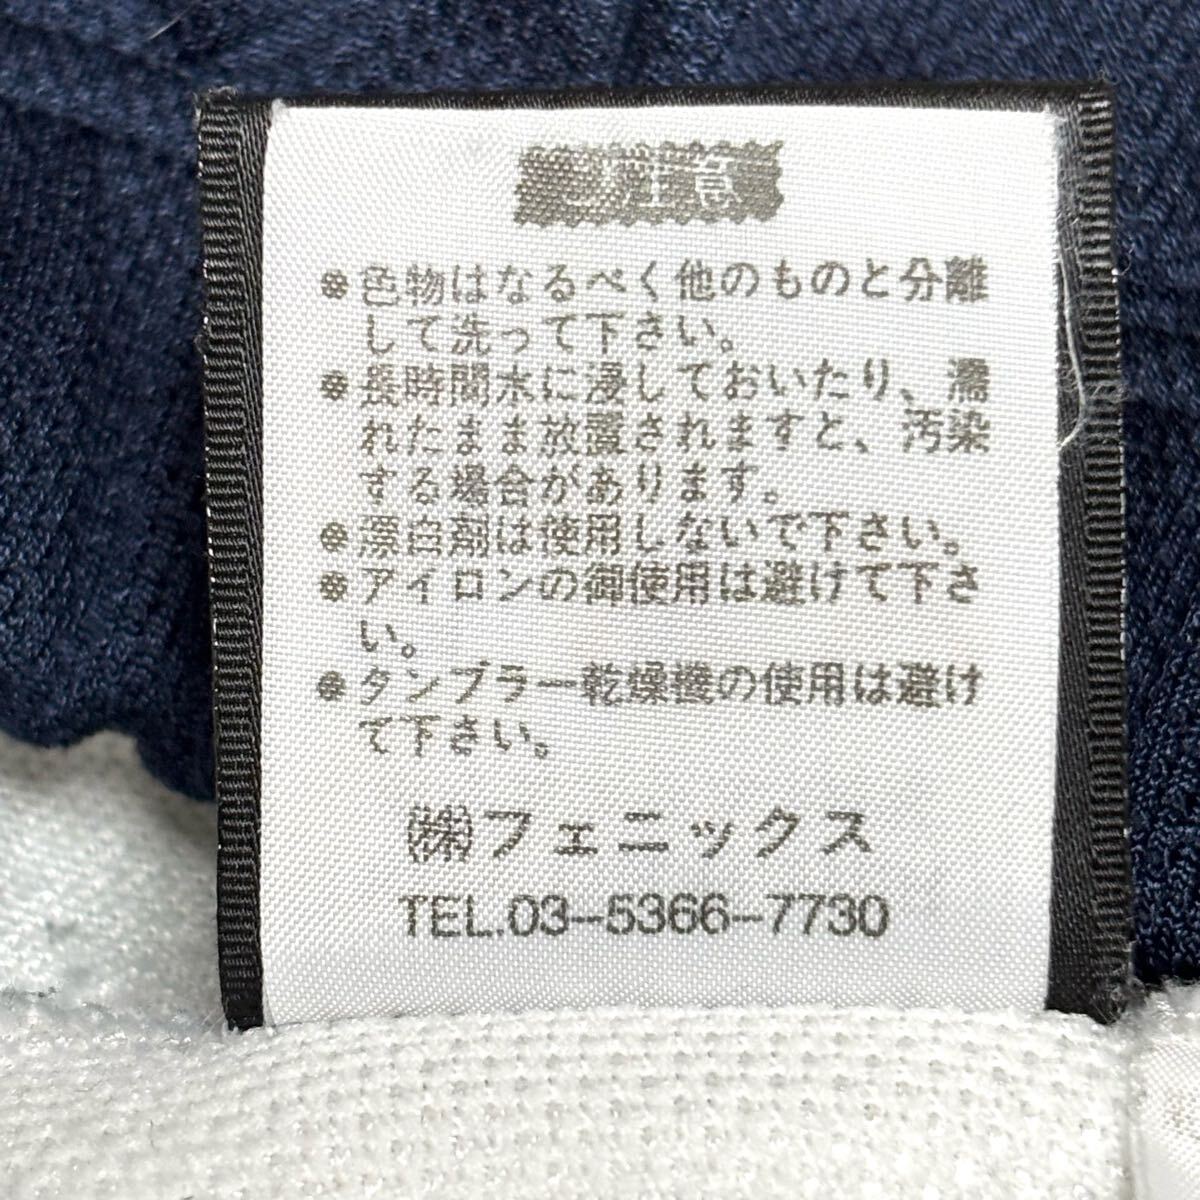 ご注意
●色物はなるべく他のものと分離
して洗って下さい。
●長時間水に浸しておいたり、濡
れたまま放置されますと、汚染
する場合があります。
●漂白剤は使用しないで下さい。
●アイロンの御使用は避けて下さ
い。
●タンブラー乾燥機の使用は避け
て下さい。
㈱フェニックス
TEL.03-5366-7730